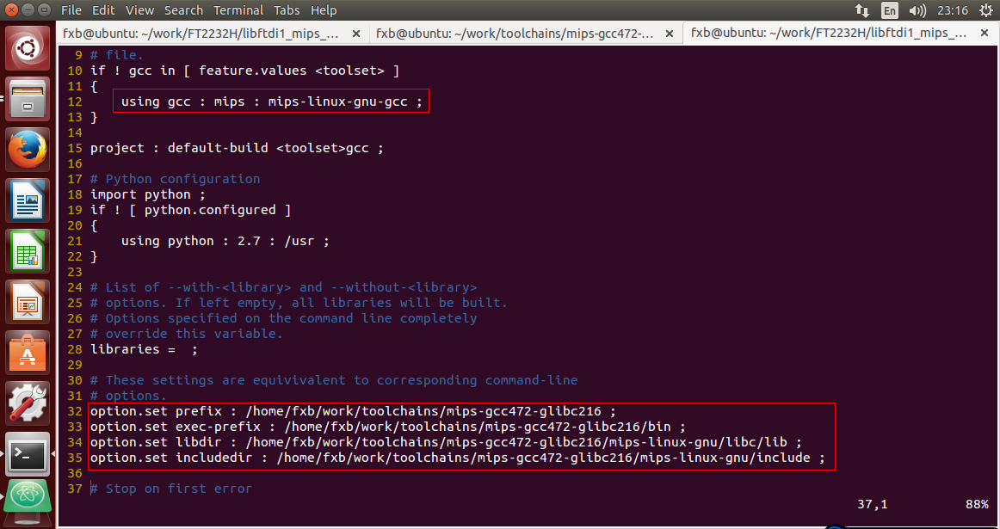 File Edit View Search Terminal Tabs Help En 23:16
fxb@ubuntu: ~/work/FT2232H/libftdi1_mips_... × fxb@ubuntu: ~/work/toolchains/mips-gcc472-... × fxb@ubuntu: ~/work/FT2232H/libftdi1_mips_... ×
9 # file.
10 if ! gcc in [ feature.values <toolset> ]
11 {
12     using gcc : mips : mips-linux-gnu-gcc ;
13 }
14
15 project : default-build <toolset>gcc ;
16
17 # Python configuration
18 import python ;
19 if ! [ python.configured ]
20 {
21     using python : 2.7 : /usr ;
22 }
23
24 # List of --with-<library> and --without-<library>
25 # options. If left empty, all libraries will be built.
26 # Options specified on the command line completely
27 # override this variable.
28 libraries =  ;
29
30 # These settings are equivivalent to corresponding command-line
31 # options.
32 option.set prefix : /home/fxb/work/toolchains/mips-gcc472-glibc216 ;
33 option.set exec-prefix : /home/fxb/work/toolchains/mips-gcc472-glibc216/bin ;
34 option.set libdir : /home/fxb/work/toolchains/mips-gcc472-glibc216/mips-linux-gnu/libc/lib ;
35 option.set includedir : /home/fxb/work/toolchains/mips-gcc472-glibc216/mips-linux-gnu/include ;
36
37 # Stop on first error
37,1 88%